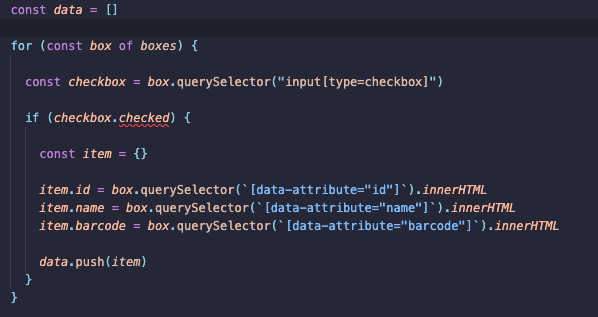 const data = []
for (const box of boxes) {
const checkbox = box.querySelector("input[type=checkbox]")
if (checkbox.checked) {
const item = {}
item.id = box.querySelector(`[data-attribute="id"]`).innerHTML
item.name = box.querySelector(`[data-attribute="name"]`).innerHTML
item.barcode = box.querySelector(`[data-attribute="barcode"]`).innerHTML
data.push(item)
}
}